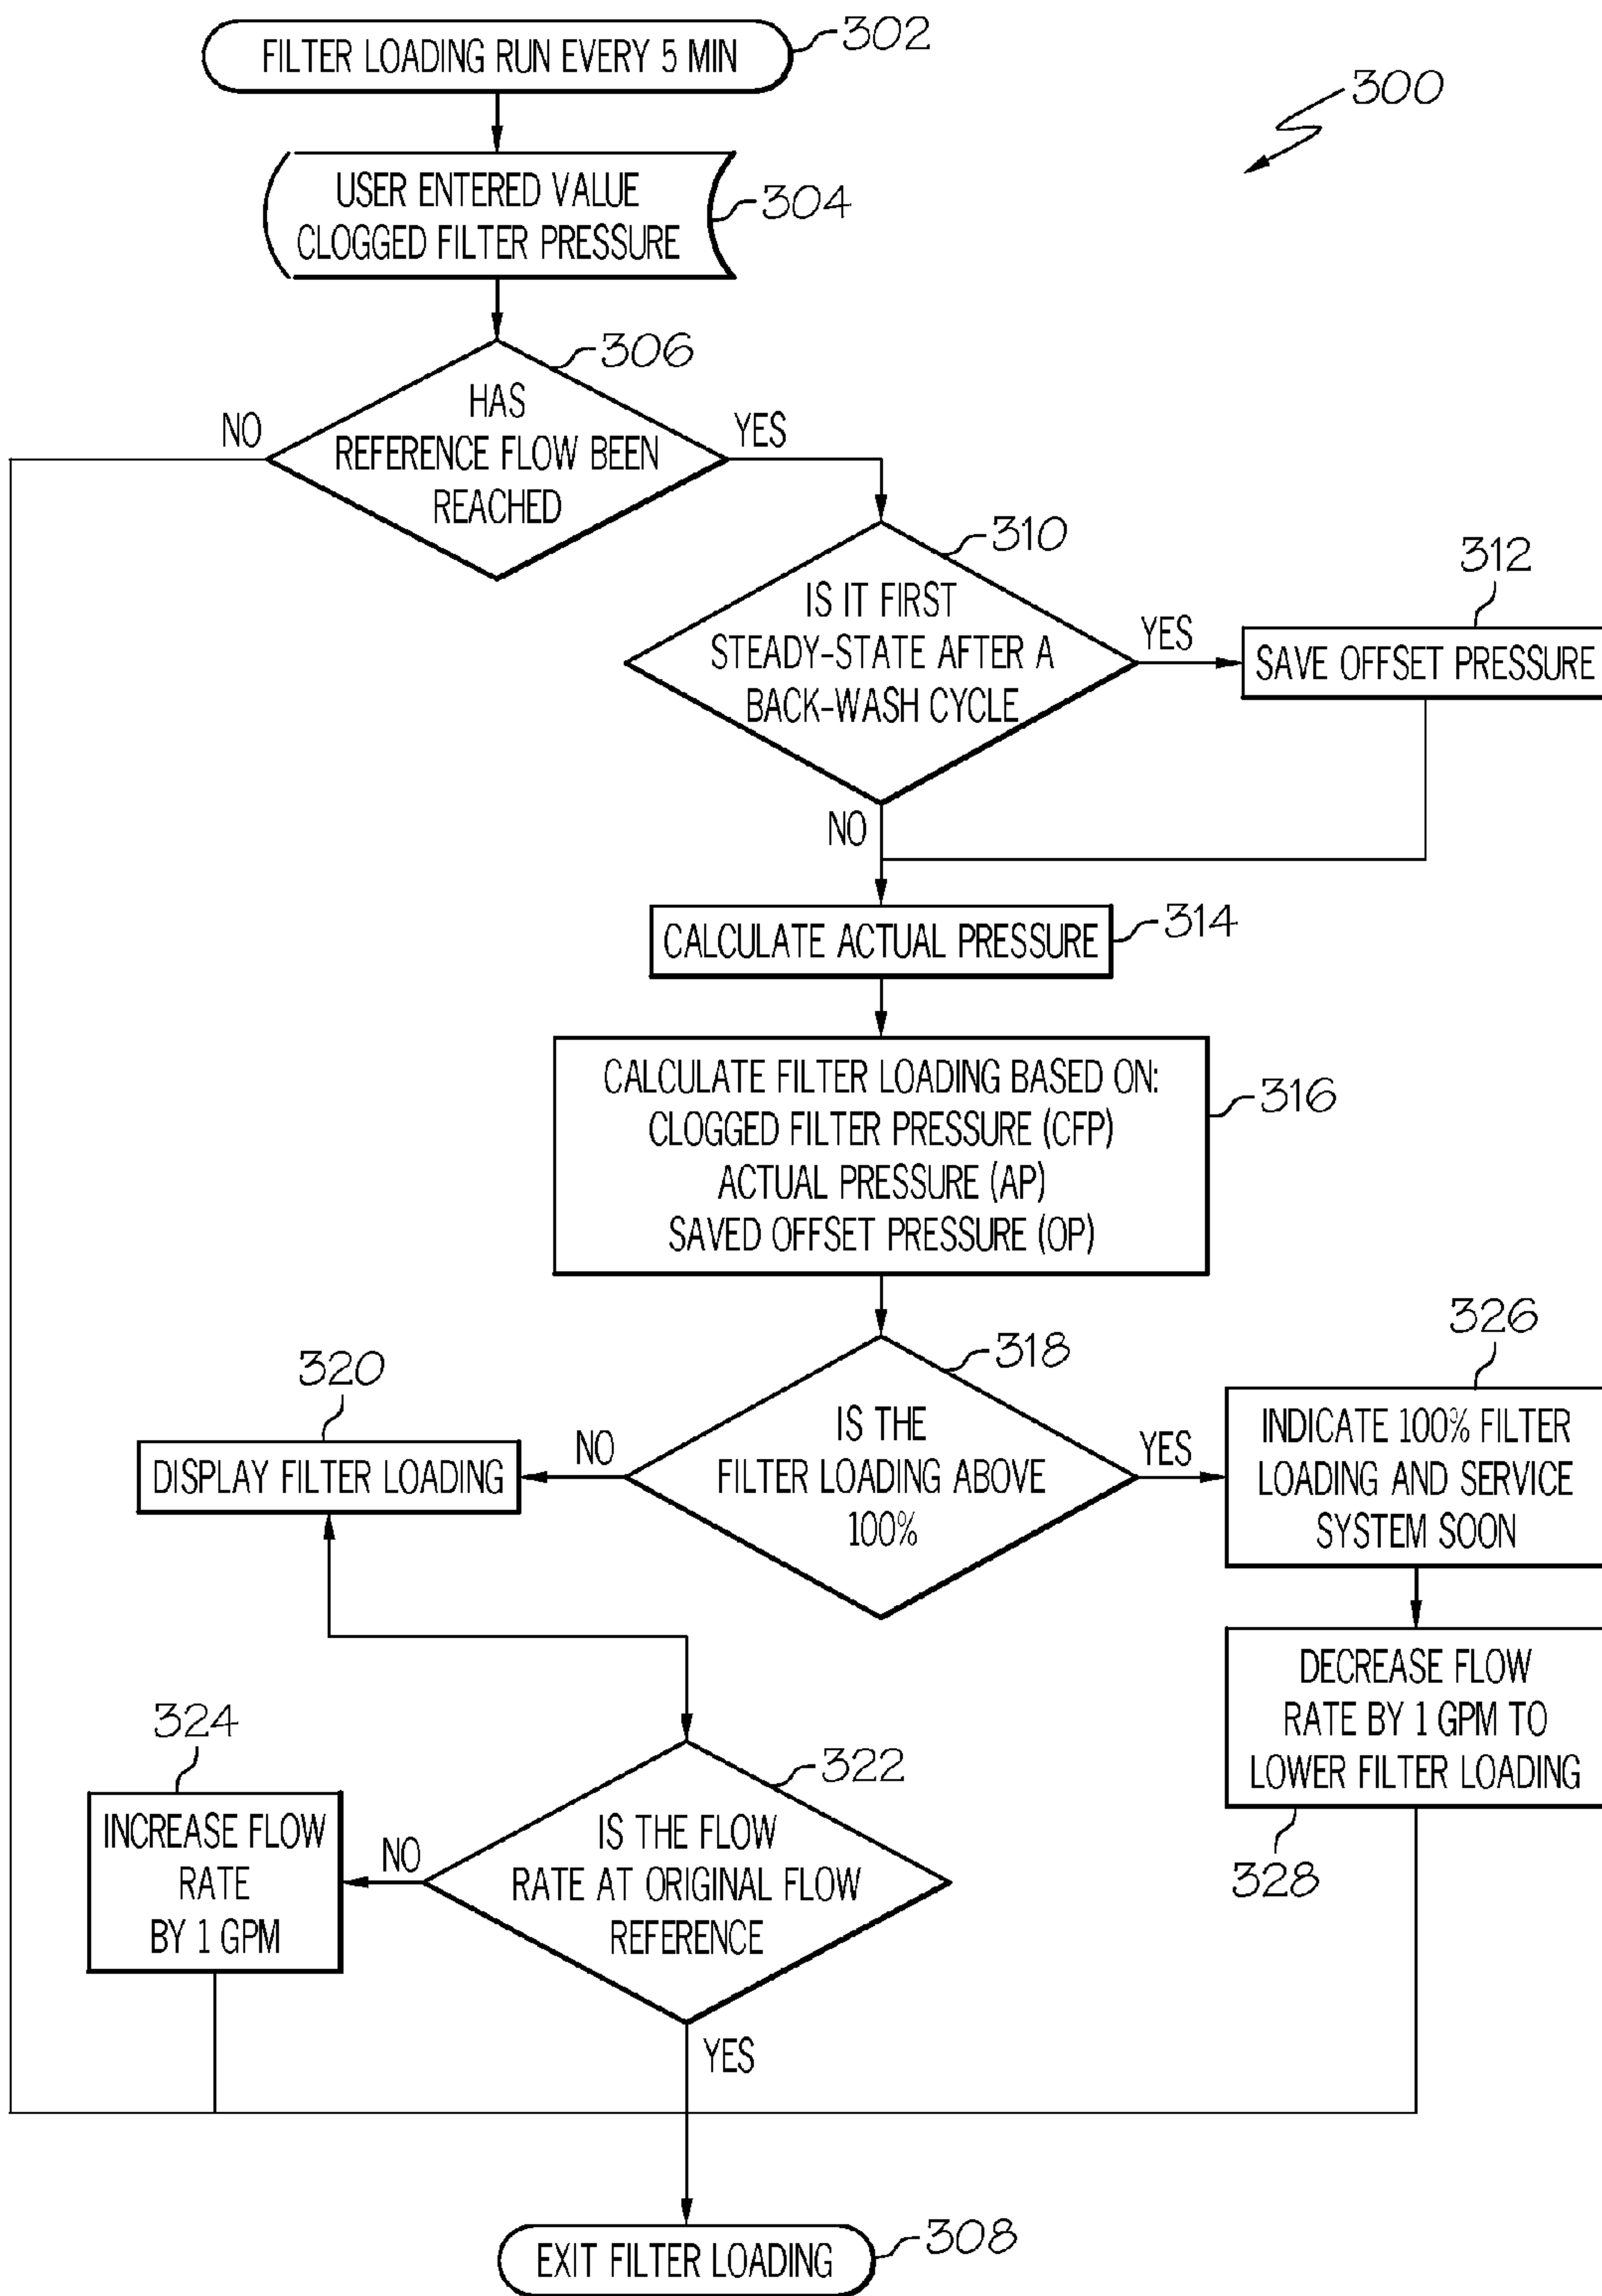 FILTER LOADING RUN EVERY 5 MIN
302
300
USER ENTERED VALUE
CLOGGED FILTER PRESSURE
304
306
HAS
REFERENCE FLOW BEEN
REACHED
NO
YES
310
IS IT FIRST
STEADY-STATE AFTER A
BACK-WASH CYCLE
YES
NO
312
SAVE OFFSET PRESSURE
CALCULATE ACTUAL PRESSURE
314
CALCULATE FILTER LOADING BASED ON:
CLOGGED FILTER PRESSURE (CFP)
ACTUAL PRESSURE (AP)
SAVED OFFSET PRESSURE (OP)
316
318
IS THE
FILTER LOADING ABOVE
100%
NO
YES
320
DISPLAY FILTER LOADING
326
INDICATE 100% FILTER
LOADING AND SERVICE
SYSTEM SOON
DECREASE FLOW
RATE BY 1 GPM TO
LOWER FILTER LOADING
328
322
IS THE FLOW
RATE AT ORIGINAL FLOW
REFERENCE
NO
YES
324
INCREASE FLOW
RATE
BY 1 GPM
EXIT FILTER LOADING
308